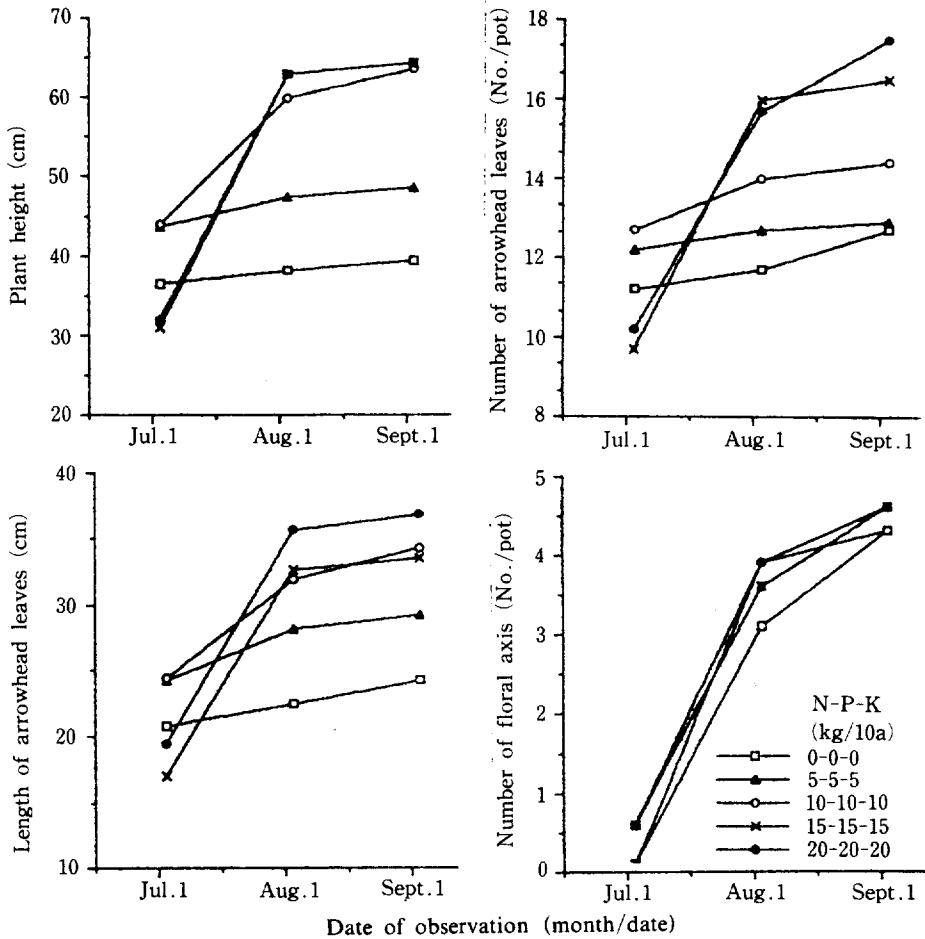 Plant height (cm)
70
60
50
40
30
20
Jul.1 Aug.1 Sept.1
Number of arrowhead leaves (No./pot)
18
16
14
12
10
8
Jul.1 Aug.1 Sept.1
Length of arrowhead leaves (cm)
40
30
20
10
Jul.1 Aug.1 Sept.1
Number of floral axis (No./pot)
5
4
3
2
1
0
Jul.1 Aug.1 Sept.1
N-P-K
(kg/10a)
0-0-0
5-5-5
10-10-10
15-15-15
20-20-20
Date of observation (month/date)